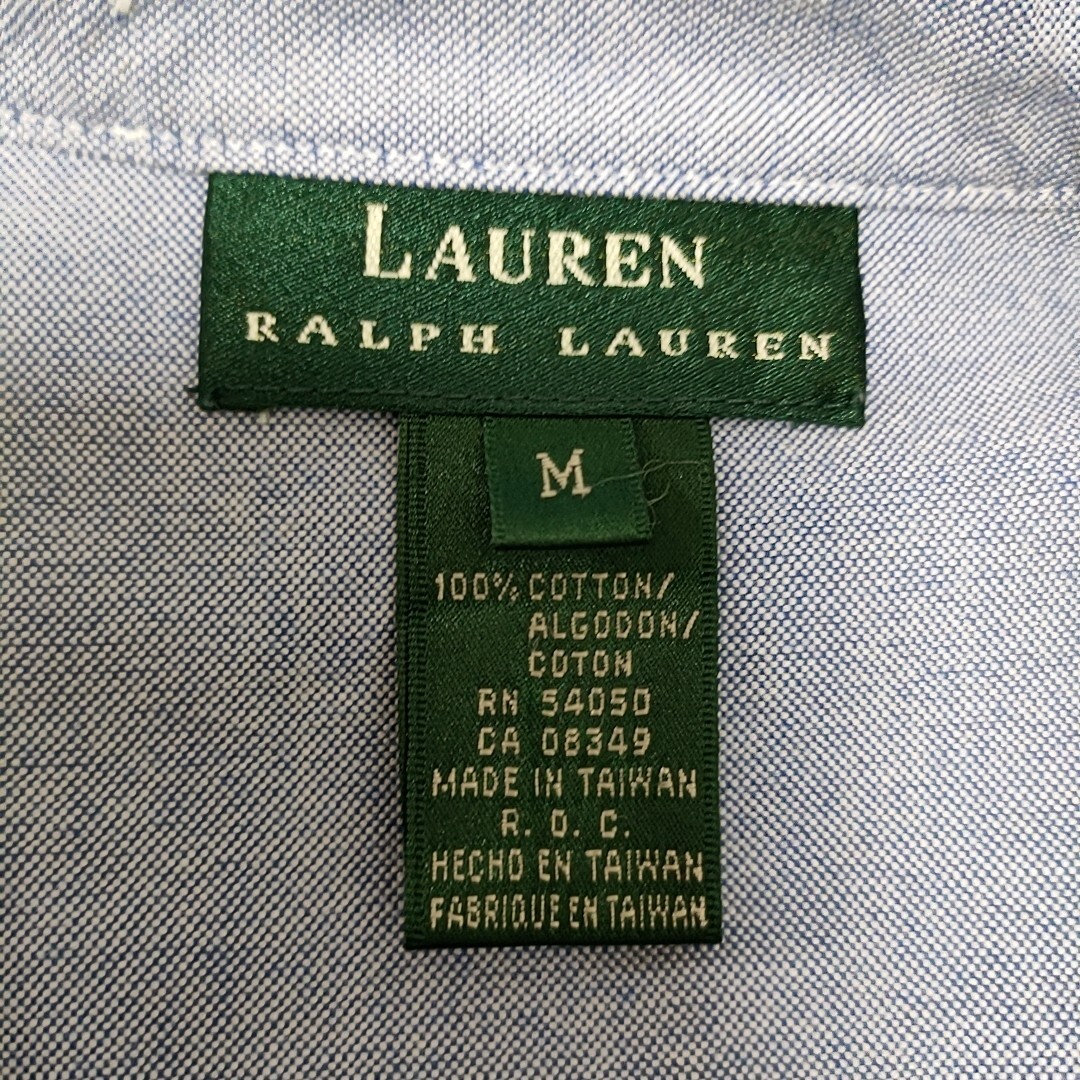 LAUREN
RALPH LAUREN
M
100% COTTON/
ALGODON/
COTON
RN 54050
CA 08349
MADE IN TAIWAN
R. O. C.
HECHO EN TAIWAN
FABRIQUE EN TAIWAN